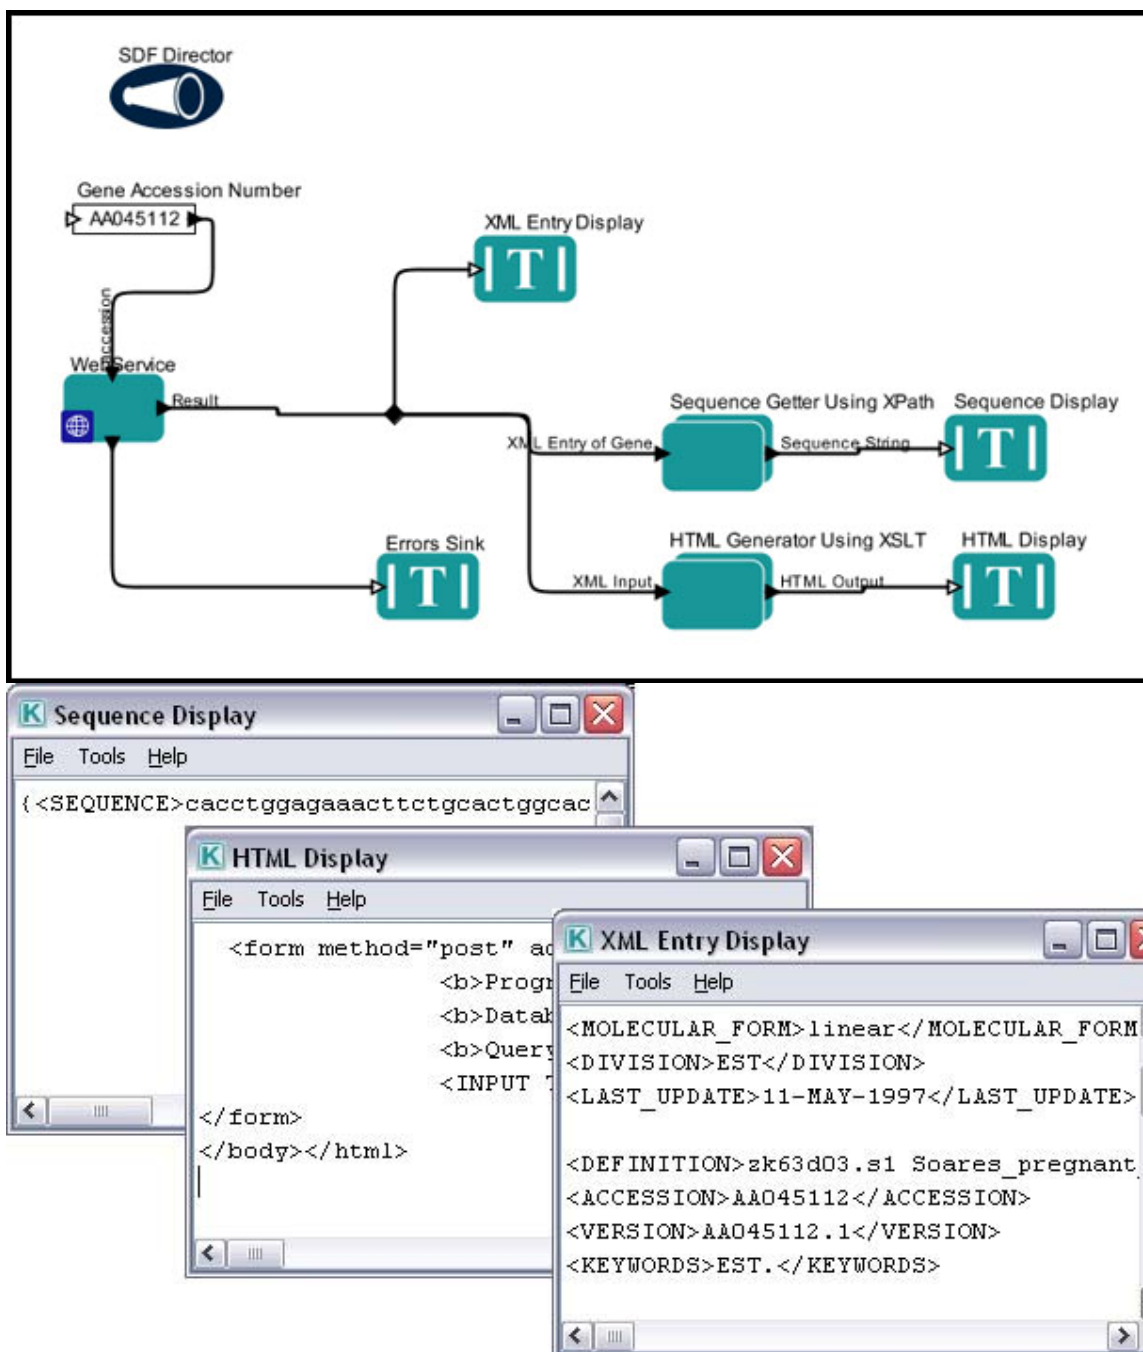 SDF Director
Gene Accession Number
AA045112
XML Entry Display
T
accession
WebService
Result
Sequence Getter Using XPath
Sequence Display
XML Entry of Gene
Sequence String
T
Errors Sink
T
HTML Generator Using XSLT
HTML Display
XML Input
HTML Output
T
K Sequence Display
File Tools Help
{<SEQUENCE>cacctggagaaacttctgcactggcac
K HTML Display
File Tools Help
<form method="post" ac
<b>Progr
<b>Datab
<b>Query
<INPUT T
</form>
</body></html>
K XML Entry Display
File Tools Help
<MOLECULAR_FORM>linear</MOLECULAR_FORM
<DIVISION>EST</DIVISION>
<LAST_UPDATE>11-MAY-1997</LAST_UPDATE>
<DEFINITION>zk63d03.s1 Soares_pregnant_
<ACCESSION>AA045112</ACCESSION>
<VERSION>AA045112.1</VERSION>
<KEYWORDS>EST.</KEYWORDS>